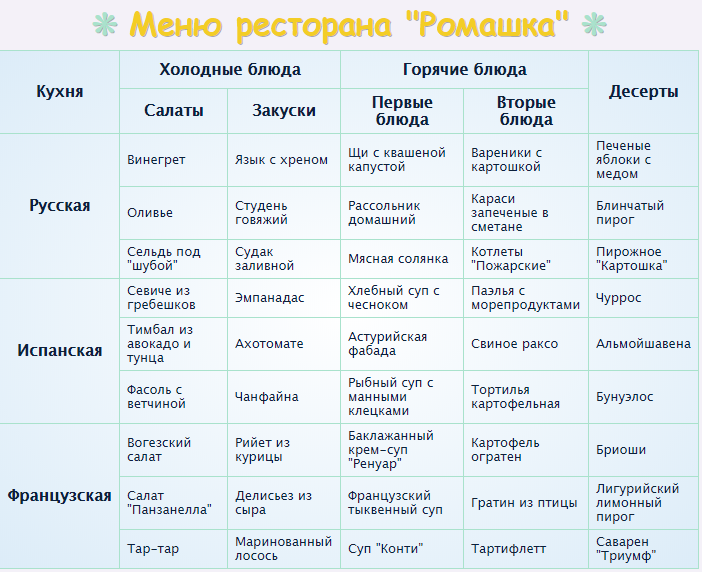 ❋ Меню ресторана "Ромашка" ❋
Кухня
Холодные блюда
Горячие блюда
Десерты
Салаты
Закуски
Первые
блюда
Вторые
блюда
Русская
Винегрет
Язык с хреном
Щи с квашеной
капустой
Вареники с
картошкой
Печеные
яблоки с
медом
Оливье
Студень
говяжий
Рассольник
домашний
Караси
запеченые в
сметане
Блинчатый
пирог
Сельдь под
"шубой"
Судак
заливной
Мясная солянка
Котлеты
"Пожарские"
Пирожное
"Картошка"
Испанская
Севиче из
гребешков
Эмпанадас
Хлебный суп с
чесноком
Паэлья с
морепродуктами
Чуррос
Тимбал из
авокадо и
тунца
Ахотомате
Астурийская
фабада
Свиное раксо
Альмойшавена
Фасоль с
ветчиной
Чанфайна
Рыбный суп с
манными
клецками
Тортилья
картофельная
Бунуэлос
Французская
Вогезский
салат
Рийет из
курицы
Баклажанный
крем-суп
"Ренуар"
Картофель
огратен
Бриоши
Салат
"Панзанелла"
Делисьез из
сыра
Французский
тыквенный суп
Гратин из птицы
Лигурийский
лимонный
пирог
Тар-тар
Маринованный
лосось
Суп "Конти"
Тартифлетт
Саварен
"Триумф"